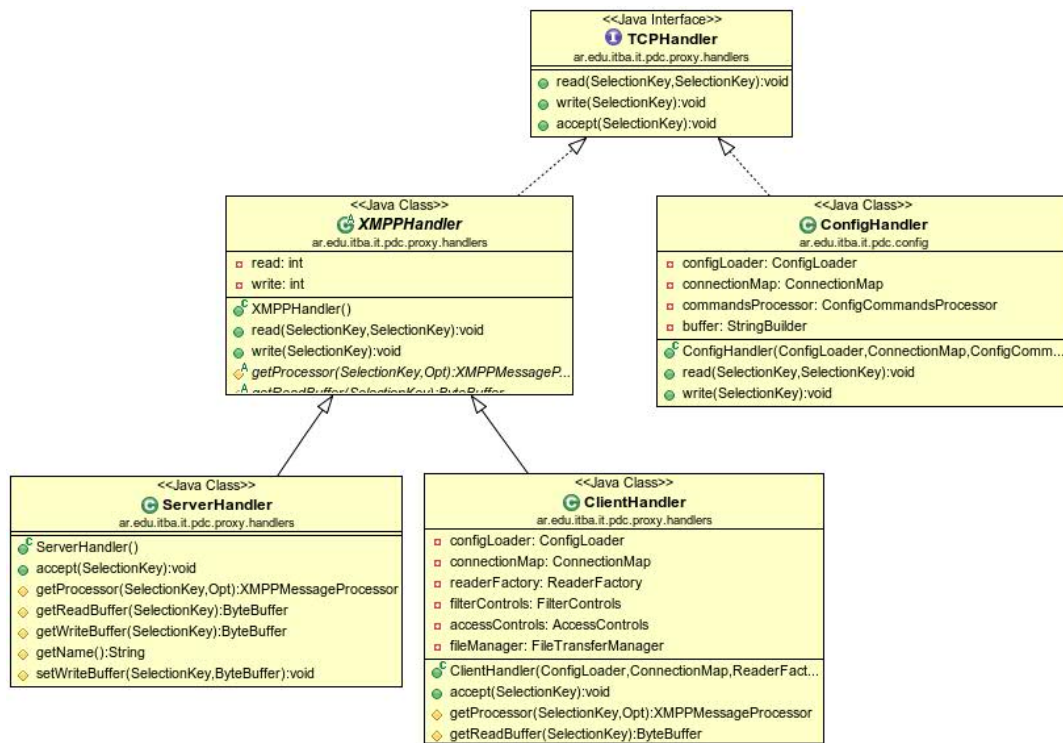 <<Java Interface>>
TCPHandler
ar.edu.itba.it.pdc.proxy.handlers
read(SelectionKey,SelectionKey):void
write(SelectionKey):void
accept(SelectionKey):void
<<Java Class>>
XMPPHandler
ar.edu.itba.it.pdc.proxy.handlers
read: int
write: int
XMPPHandler()
read(SelectionKey,SelectionKey):void
write(SelectionKey):void
getProcessor(SelectionKey,Opt):XMPPMessageP...
getReadBuffer(SelectionKey):ByteBuffer
<<Java Class>>
ConfigHandler
ar.edu.itba.it.pdc.config
configLoader: ConfigLoader
connectionMap: ConnectionMap
commandsProcessor: ConfigCommandsProcessor
buffer: StringBuilder
ConfigHandler(ConfigLoader,ConnectionMap,ConfigComm...
read(SelectionKey,SelectionKey):void
write(SelectionKey):void
<<Java Class>>
ServerHandler
ar.edu.itba.it.pdc.proxy.handlers
ServerHandler()
accept(SelectionKey):void
getProcessor(SelectionKey,Opt):XMPPMessageProcessor
getReadBuffer(SelectionKey):ByteBuffer
getWriteBuffer(SelectionKey):ByteBuffer
getName():String
setWriteBuffer(SelectionKey,ByteBuffer):void
<<Java Class>>
ClientHandler
ar.edu.itba.it.pdc.proxy.handlers
configLoader: ConfigLoader
connectionMap: ConnectionMap
readerFactory: ReaderFactory
filterControls: FilterControls
accessControls: AccessControls
fileManager: FileTransferManager
ClientHandler(ConfigLoader,ConnectionMap,ReaderFact...
accept(SelectionKey):void
getProcessor(SelectionKey,Opt):XMPPMessageProcessor
getReadBuffer(SelectionKey):ByteBuffer